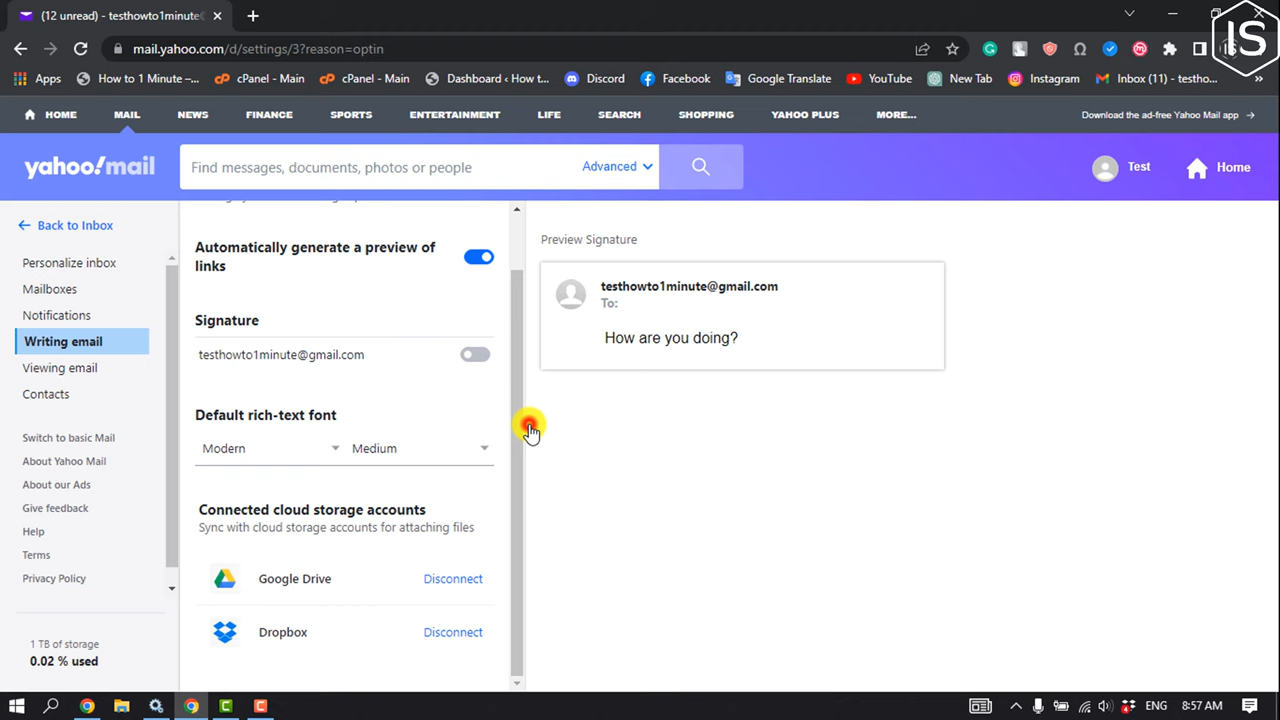 (12 unread) - testhowto1minute
IS
mail.yahoo.com/d/settings/3?reason=optin
Apps
How to 1 Minute –...
cPanel - Main
cPanel - Main
Dashboard ‹ How t...
Discord
Facebook
Google Translate
YouTube
New Tab
Instagram
Inbox (11) - testho...
HOME
MAIL
NEWS
FINANCE
SPORTS
ENTERTAINMENT
LIFE
SEARCH
SHOPPING
YAHOO PLUS
MORE...
Download the ad-free Yahoo Mail app
yahoo!mail
Find messages, documents, photos or people
Advanced
Test
Home
Back to Inbox
Personalize inbox
Mailboxes
Notifications
Writing email
Viewing email
Contacts
Switch to basic Mail
About Yahoo Mail
About our Ads
Give feedback
Help
Terms
Privacy Policy
1 TB of storage
0.02 % used
Automatically generate a preview of
links
Signature
testhowto1minute@gmail.com
Default rich-text font
Modern
Medium
Connected cloud storage accounts
Sync with cloud storage accounts for attaching files
Google Drive
Disconnect
Dropbox
Disconnect
Preview Signature
testhowto1minute@gmail.com
To:
How are you doing?
ENG
8:57 AM